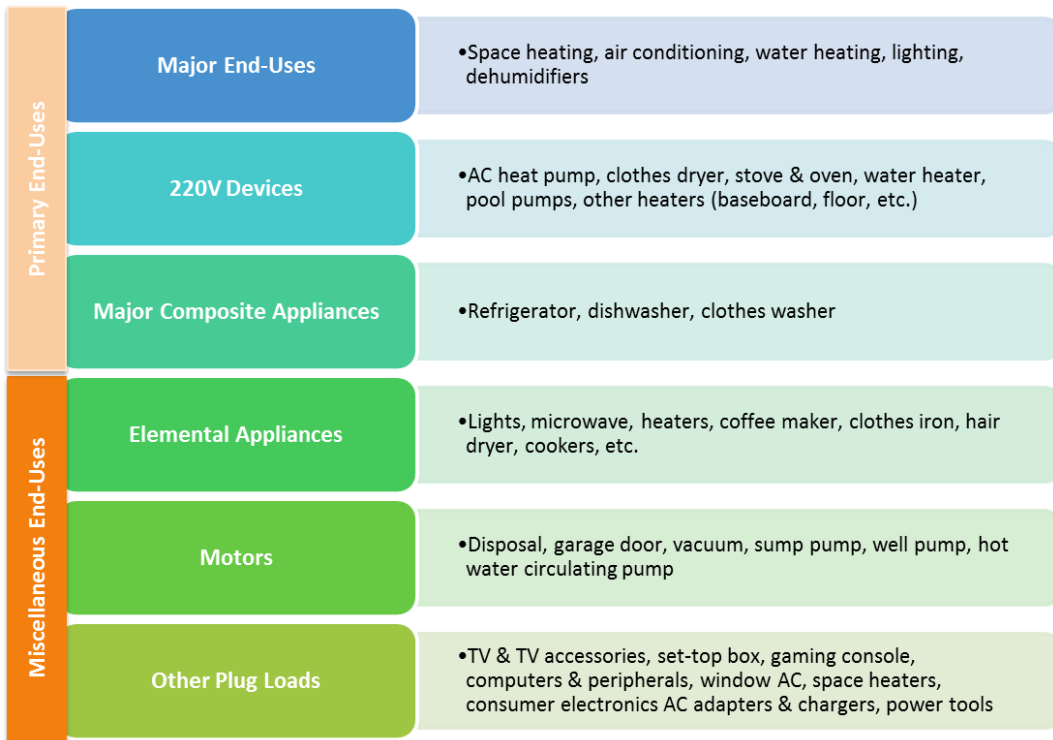 Primary End-Uses
Major End-Uses
•Space heating, air conditioning, water heating, lighting,
dehumidifiers
220V Devices
•AC heat pump, clothes dryer, stove & oven, water heater,
pool pumps, other heaters (baseboard, floor, etc.)
Major Composite Appliances
•Refrigerator, dishwasher, clothes washer
Miscellaneous End-Uses
Elemental Appliances
•Lights, microwave, heaters, coffee maker, clothes iron, hair
dryer, cookers, etc.
Motors
•Disposal, garage door, vacuum, sump pump, well pump, hot
water circulating pump
Other Plug Loads
•TV & TV accessories, set-top box, gaming console,
computers & peripherals, window AC, space heaters,
consumer electronics AC adapters & chargers, power tools